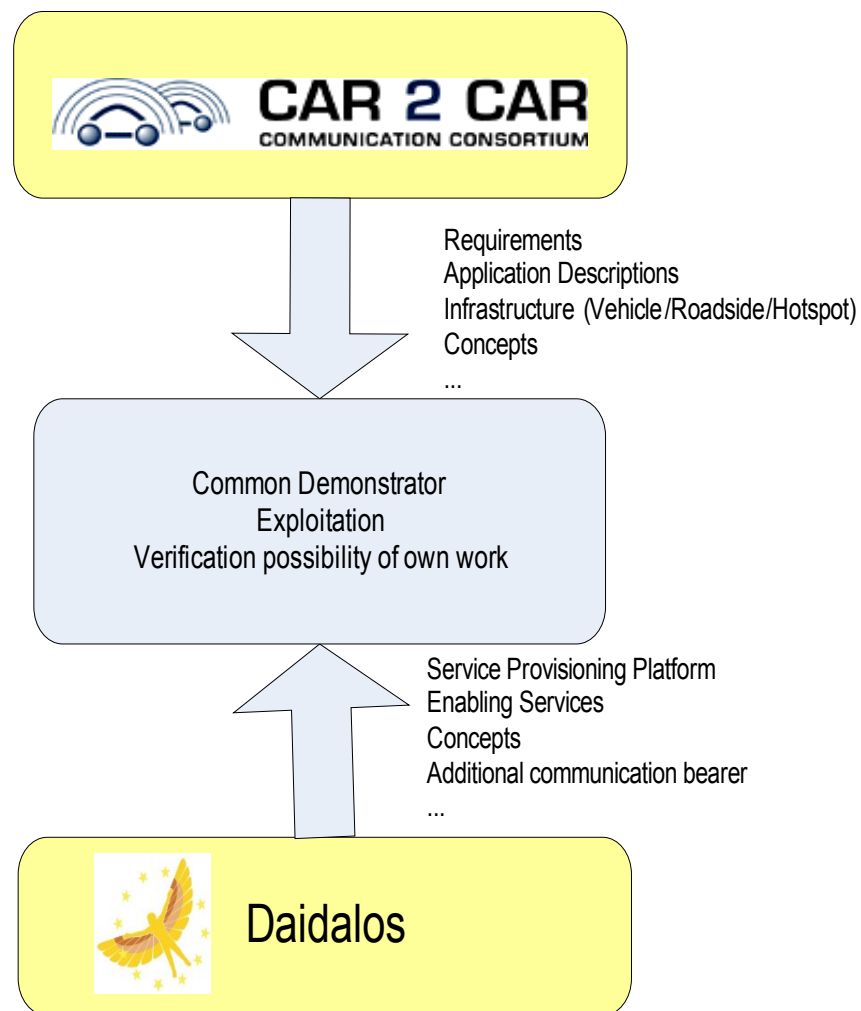 CAR 2 CAR
COMMUNICATION CONSORTIUM
Requirements
Application Descriptions
Infrastructure (Vehicle/Roadside/Hotspot)
Concepts
...
Common Demonstrator
Exploitation
Verification possibility of own work
Service Provisioning Platform
Enabling Services
Concepts
Additional communication bearer
...
Daidalos